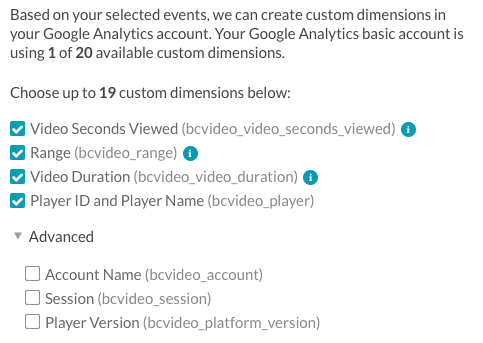 Based on your selected events, we can create custom dimensions in
your Google Analytics account. Your Google Analytics basic account is
using 1 of 20 available custom dimensions.
Choose up to 19 custom dimensions below:
Video Seconds Viewed (bcvideo_video_seconds_viewed) i
Range (bcvideo_range) i
Video Duration (bcvideo_video_duration) i
Player ID and Player Name (bcvideo_player)
Advanced
Account Name (bcvideo_account)
Session (bcvideo_session)
Player Version (bcvideo_platform_version)